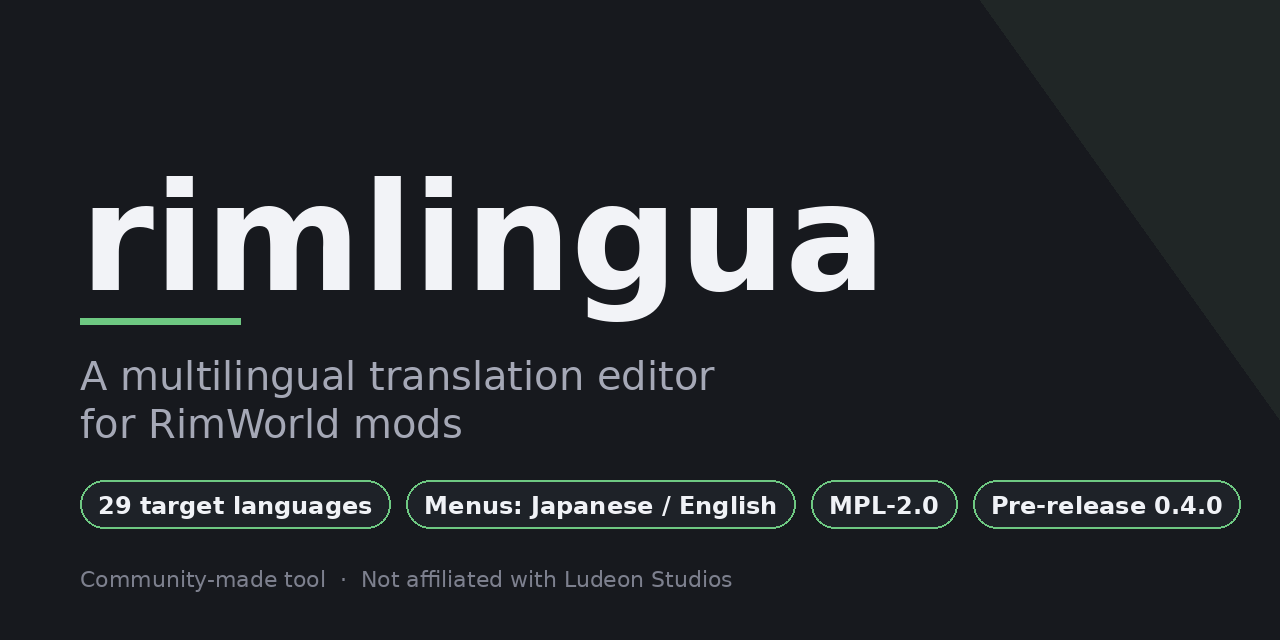 rimlingua
A multilingual translation editor
for RimWorld mods
29 target languages
Menus: Japanese / English
MPL-2.0
Pre-release 0.4.0
Community-made tool · Not affiliated with Ludeon Studios